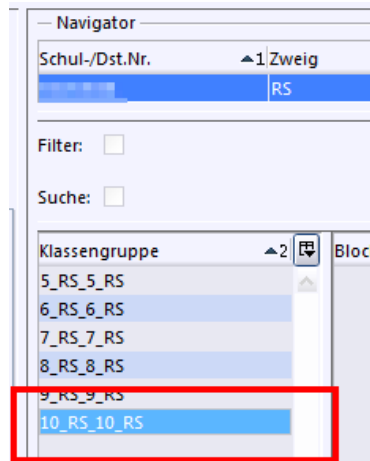 Navigator
Schul-/Dst.Nr. 1 Zweig
RS
Filter:
Suche:
Klassengruppe 2 Bloc
5_RS_5_RS
6_RS_6_RS
7_RS_7_RS
8_RS_8_RS
9_RS_9_RS
10_RS_10_RS